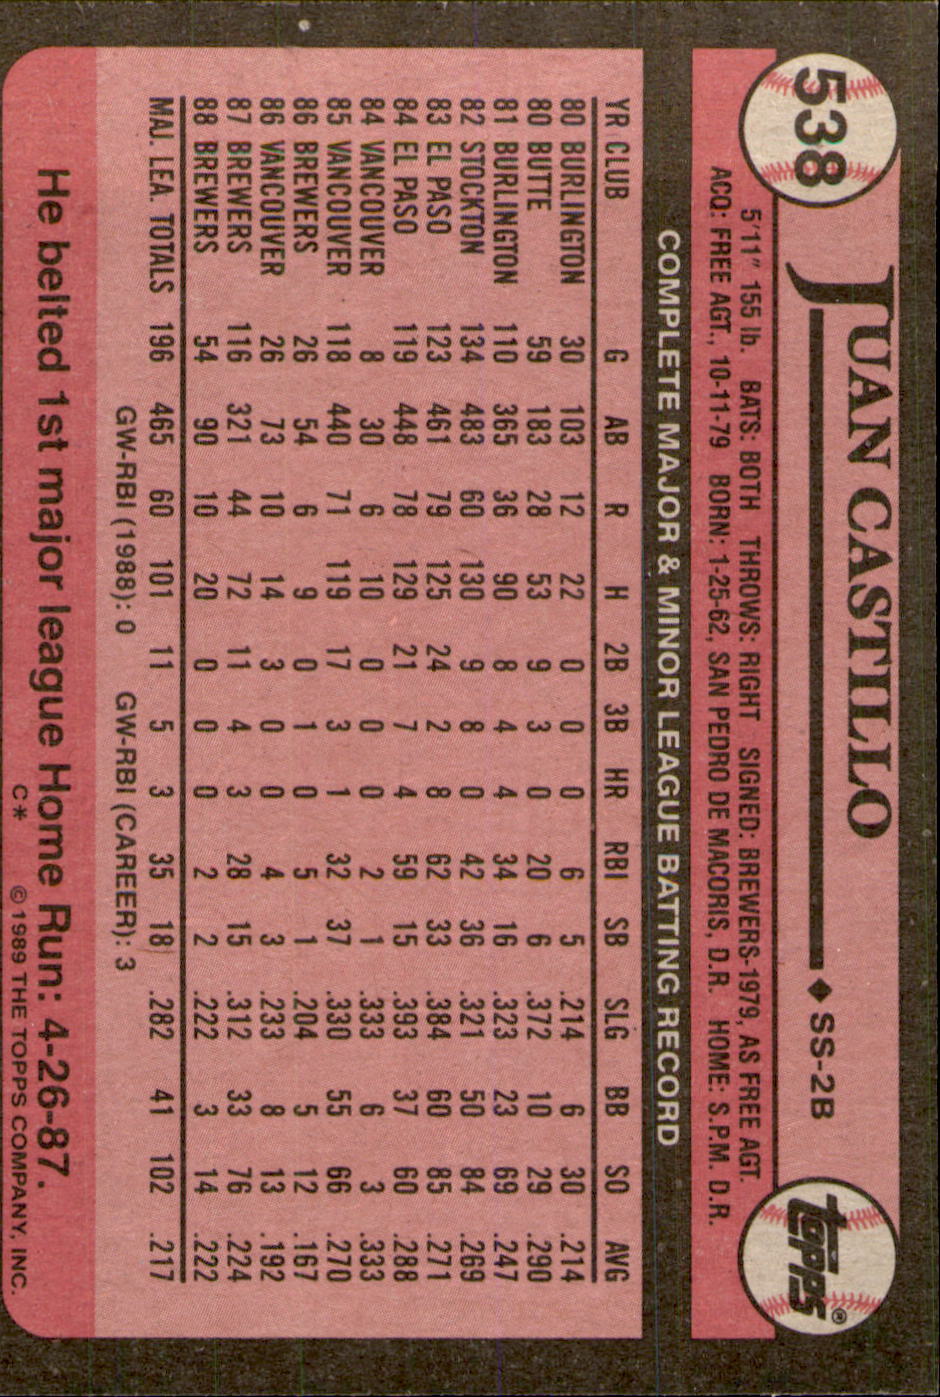 538
JUAN CASTILLO ♦ SS-2B
topps®
5'11" 155 lb. BATS: BOTH THROWS: RIGHT SIGNED: BREWERS-1979, AS FREE AGT.
ACQ: FREE AGT., 10-11-79 BORN: 1-25-62, SAN PEDRO DE MACORIS, D.R. HOME: S.P.M. D.R.
COMPLETE MAJOR & MINOR LEAGUE BATTING RECORD
YR CLUB G AB R H 2B 3B HR RBI SB SLG BB SO AVG
80 BURLINGTON 30 103 12 22 0 0 0 6 5 .214 6 30 .214
80 BUTTE 59 183 28 53 9 3 0 20 6 .372 10 29 .290
81 BURLINGTON 110 365 36 90 8 4 4 34 16 .323 23 69 .247
82 STOCKTON 134 483 60 130 9 8 0 42 36 .321 50 84 .269
83 EL PASO 123 461 79 125 24 2 8 62 33 .384 60 85 .271
84 EL PASO 119 448 78 129 21 7 4 59 15 .393 37 60 .288
84 VANCOUVER 8 30 6 10 0 0 0 2 1 .333 6 3 .333
85 VANCOUVER 118 440 71 119 17 3 1 32 37 .330 55 66 .270
86 BREWERS 26 54 6 9 0 1 0 5 1 .204 5 12 .167
86 VANCOUVER 26 73 10 14 3 0 0 4 3 .233 8 13 .192
87 BREWERS 116 321 44 72 11 4 3 28 15 .312 33 76 .224
88 BREWERS 54 90 10 20 0 0 0 2 2 .222 3 14 .222
MAJ. LEA. TOTALS 196 465 60 101 11 5 3 35 18 .282 41 102 .217
GW-RBI (1988): 0 GW-RBI (CAREER): 3
He belted 1st major league Home Run: 4-26-87.
C* © 1989 THE TOPPS COMPANY, INC.